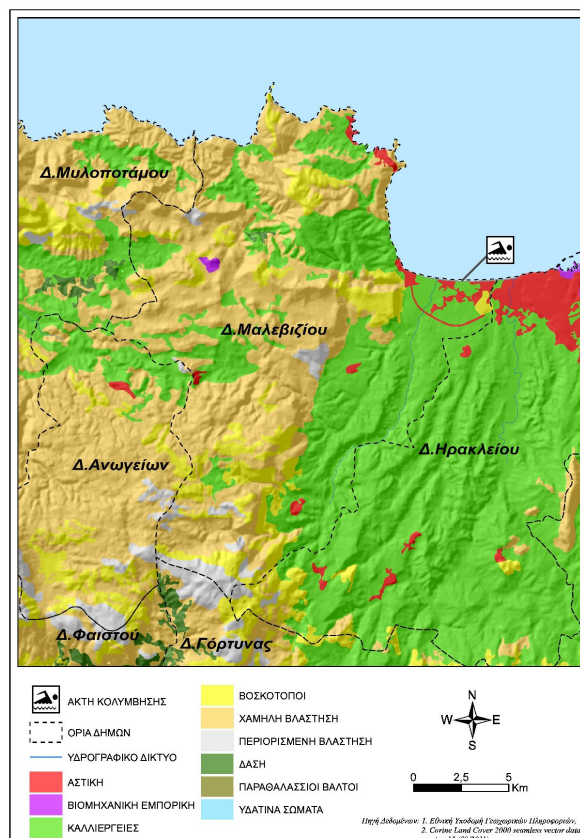 Δ.Μυλοποτάμου
Δ.Μαλεβιζίου
Δ.Ηρακλείου
Δ.Ανωγείων
Δ.Φαιστού
Δ.Γόρτυνας
ΑΚΤΗ ΚΟΛΥΜΒΗΣΗΣ
ΟΡΙΑ ΔΗΜΩΝ
ΥΔΡΟΓΡΑΦΙΚΟ ΔΙΚΤΥΟ
ΑΣΤΙΚΗ
ΒΙΟΜΗΧΑΝΙΚΗ ΕΜΠΟΡΙΚΗ
ΚΑΛΛΙΕΡΓΕΙΕΣ
ΒΟΣΚΟΤΟΠΟΙ
ΧΑΜΗΛΗ ΒΛΑΣΤΗΣΗ
ΠΕΡΙΟΡΙΣΜΕΝΗ ΒΛΑΣΤΗΣΗ
ΔΑΣΗ
ΠΑΡΑΘΑΛΑΣΣΙΟΙ ΒΑΛΤΟΙ
ΥΔΑΤΙΝΑ ΣΩΜΑΤΑ
N
W E
S
0 2,5 5
Km
Πηγή Δεδομένων: 1. Εθνική Υποδομή Γεωχωρικών Πληροφοριών,
2. Corine Land Cover 2000 seamless vector data